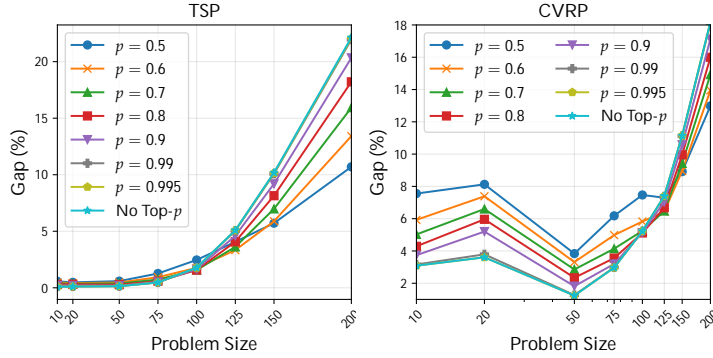 TSP
Gap (%)
20
15
10
5
0
p = 0.5
p = 0.6
p = 0.7
p = 0.8
p = 0.9
p = 0.99
p = 0.995
No Top-p
10
20
50
75
100
125
150
200
Problem Size
CVRP
Gap (%)
18
16
14
12
10
8
6
4
2
p = 0.5
p = 0.6
p = 0.7
p = 0.8
p = 0.9
p = 0.99
p = 0.995
No Top-p
10
20
50
75
100
125
150
200
Problem Size